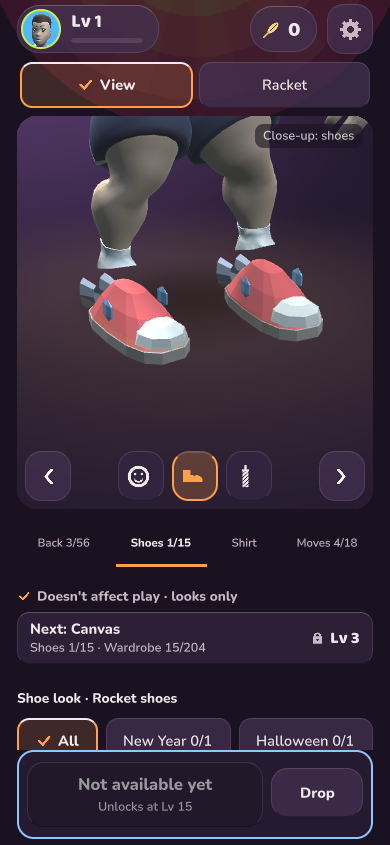 Lv 1
0
View
Racket
Close-up: shoes
Back 3/56
Shoes 1/15
Shirt
Moves 4/18
Doesn't affect play · looks only
Next: Canvas
Shoes 1/15 · Wardrobe 15/204
Lv 3
Shoe look · Rocket shoes
All
New Year 0/1
Halloween 0/1
Not available yet
Unlocks at Lv 15
Drop